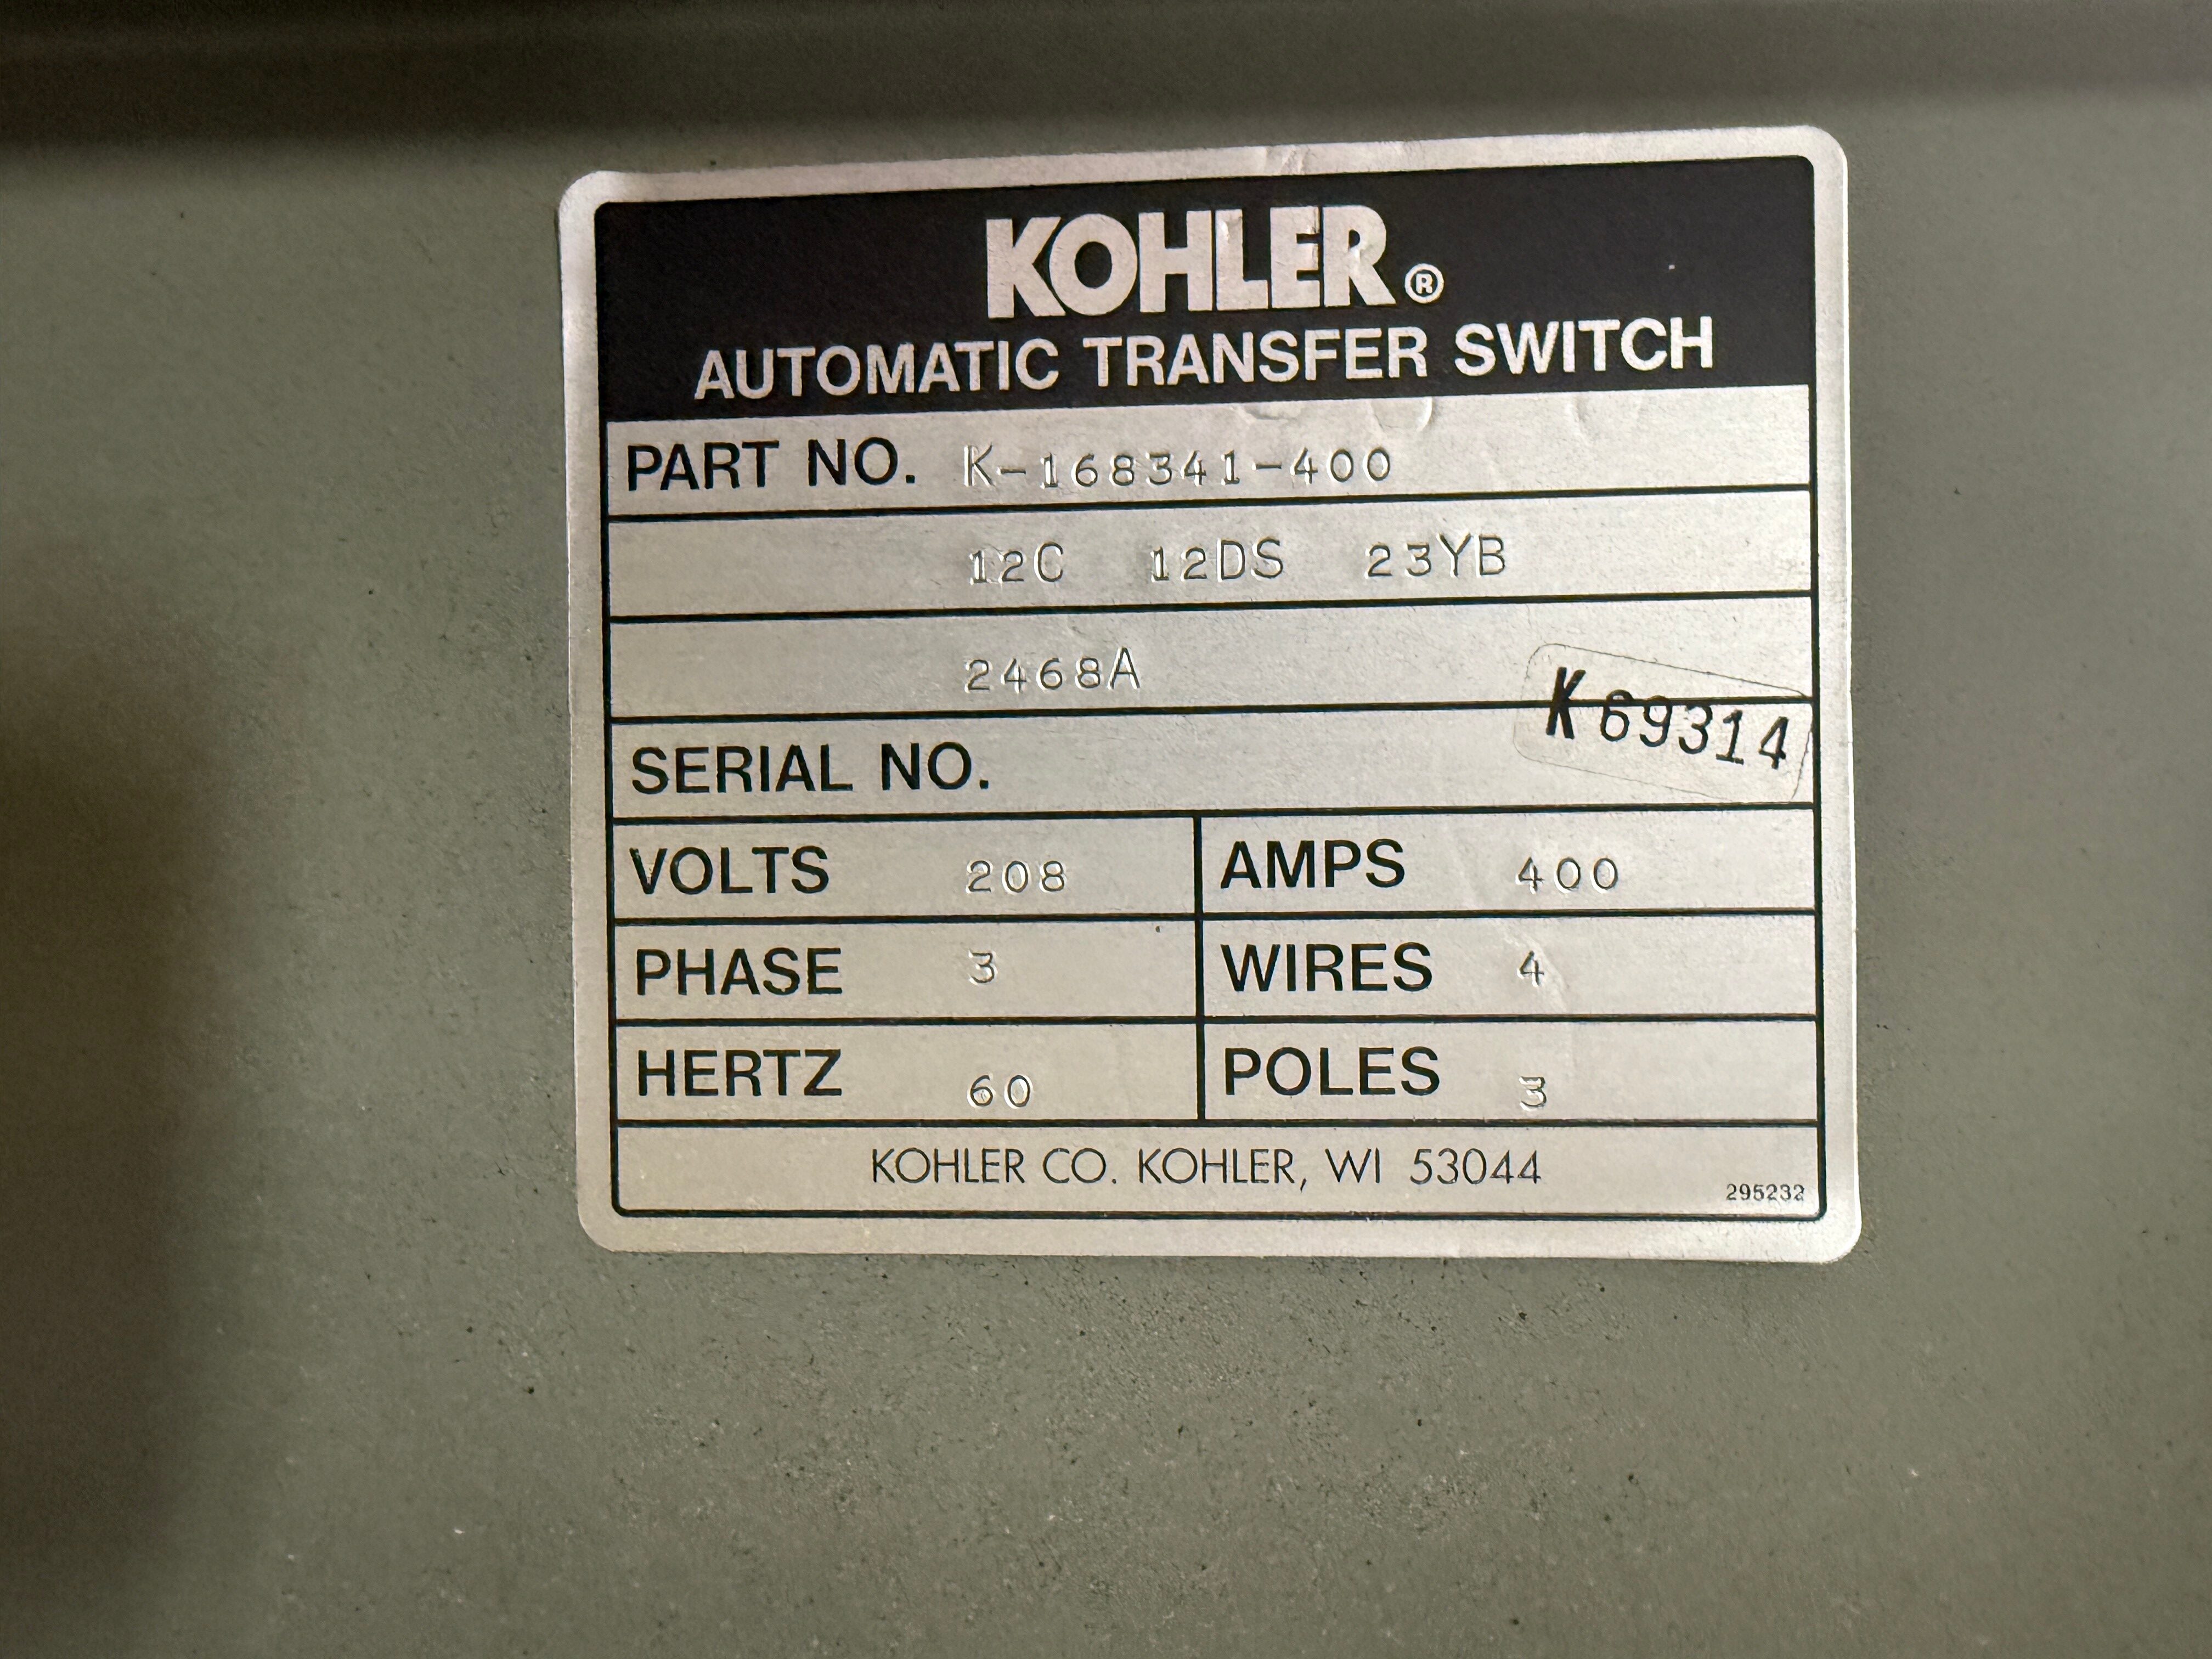 KOHLER®
AUTOMATIC TRANSFER SWITCH
PART NO. K-168341-400
12C 12DS 23YB
2468A
K 69314
SERIAL NO.
VOLTS 208 AMPS 400
PHASE 3 WIRES 4
HERTZ 60 POLES 3
KOHLER CO. KOHLER, WI 53044
295232